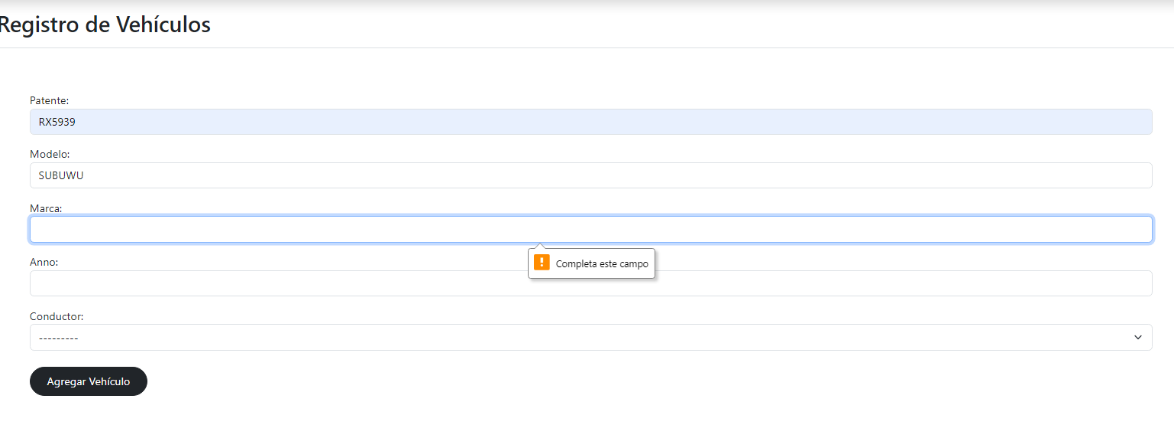 Registro de Vehículos
Patente:
RX5939
Modelo:
SUBUWU
Marca:
Completa este campo
Anno:
Conductor:
---------
Agregar Vehículo